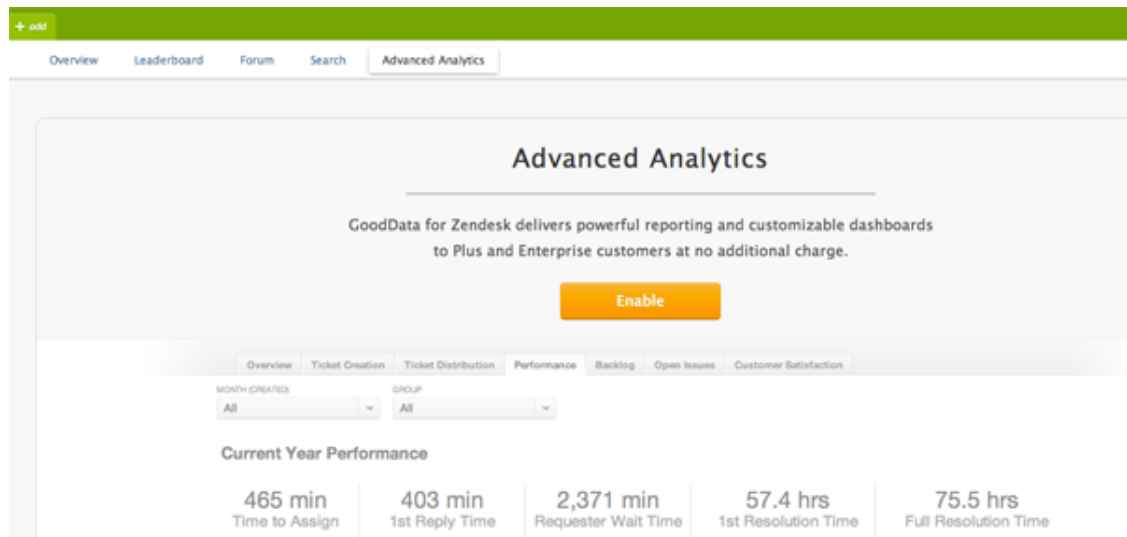 + add
Overview Leaderboard Forum Search Advanced Analytics
Advanced Analytics
GoodData for Zendesk delivers powerful reporting and customizable dashboards
to Plus and Enterprise customers at no additional charge.
Enable
Overview Ticket Creation Ticket Distribution Performance Backlog Open Issues Customer Satisfaction
MONTH (CREATED) GROUP
All All
Current Year Performance
465 min 403 min 2,371 min 57.4 hrs 75.5 hrs
Time to Assign 1st Reply Time Requester Wait Time 1st Resolution Time Full Resolution Time